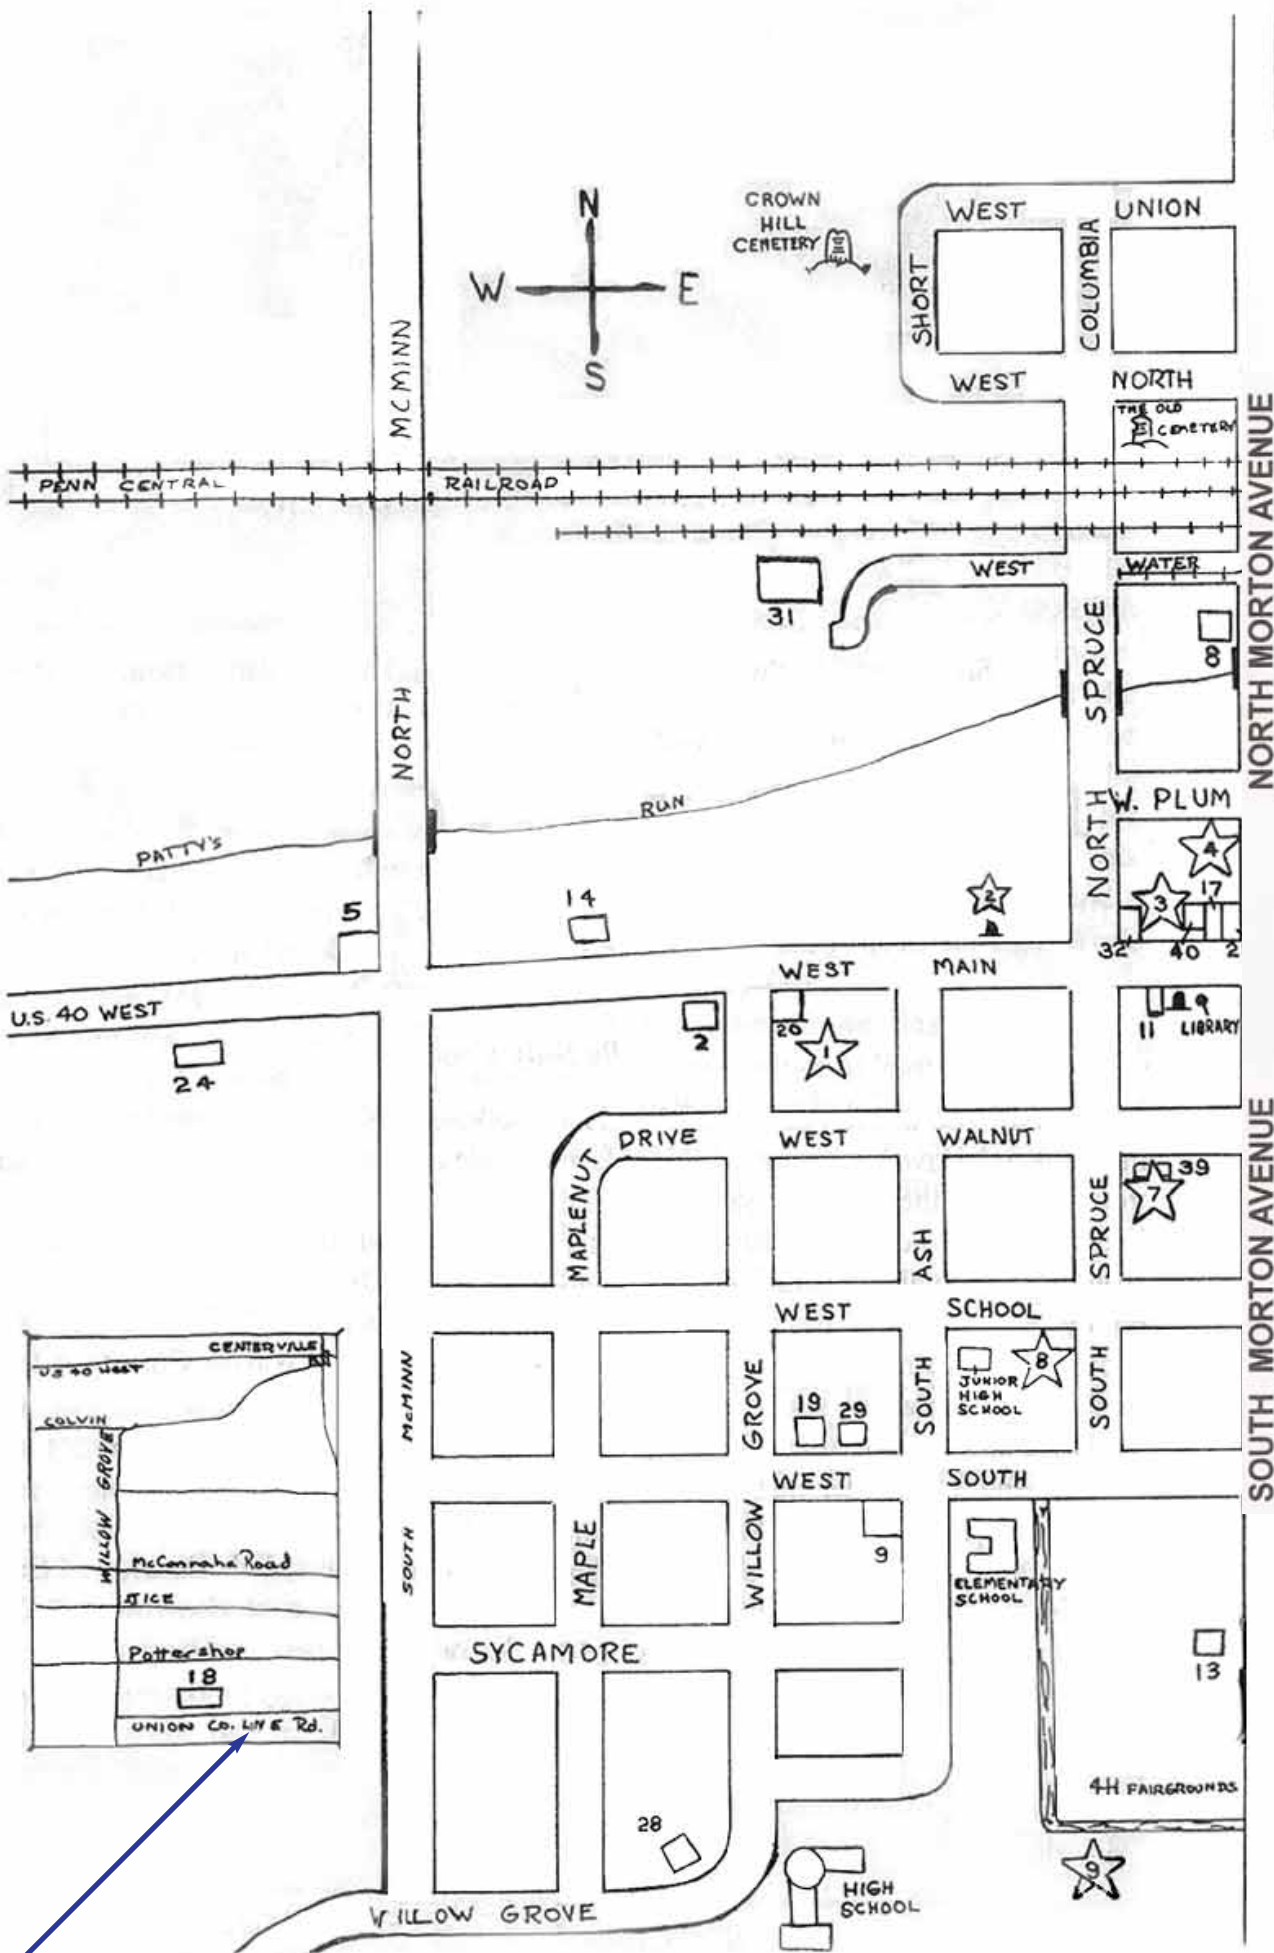 N
W
E
S
CROWN
HILL
CEMETERY
WEST UNION
SHORT
COLUMBIA
WEST NORTH
THE OLD
CEMETERY
MCMINN
PENN CENTRAL RAILROAD
WEST WATER
31
8
SPRUCE
NORTH
NORTH MORTON AVENUE
RUN
PATTY'S
NORTH
W. PLUM
4
17
3
2
5
14
32
40
2
WEST MAIN
U.S. 40 WEST
24
2
20
1
11
LIBRARY
DRIVE
WEST WALNUT
MAPLENUT
ASH
SPRUCE
39
7
SOUTH MORTON AVENUE
WEST SCHOOL
CENTERVILLE
US 40 WEST
COLVIN
WILLOW GROVE
McConnaha Road
JICE
Pottershop
18
UNION CO. LINE Rd.
McMINN
SOUTH
GROVE
WILLOW
19
29
SOUTH
JUNIOR
HIGH
SCHOOL
8
SOUTH
WEST SOUTH
MAPLE
9
ELEMENTARY
SCHOOL
SYCAMORE
13
4H FAIRGROUNDS
28
9
HIGH
SCHOOL
WILLOW GROVE